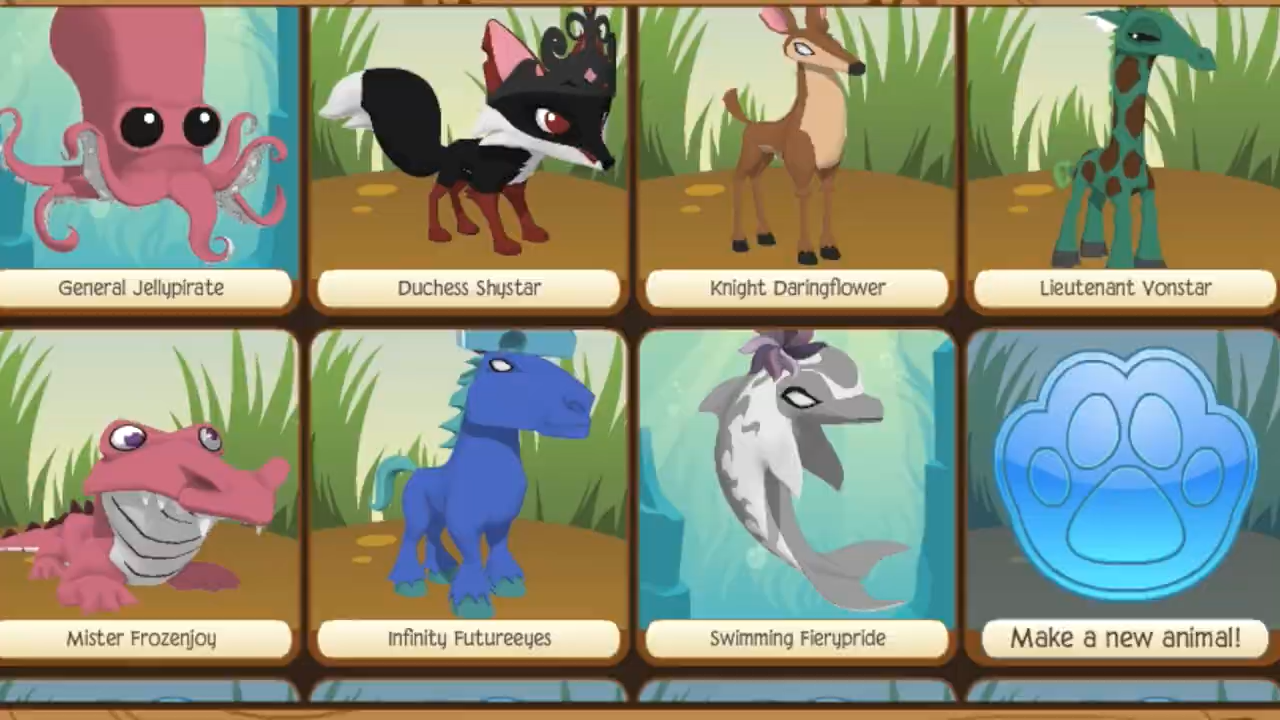 General Jellypirate
Duchess Shystar
Knight Daringflower
Lieutenant Vonstar
Mister Frozenjoy
Infinity Futureeyes
Swimming Fierypride
Make a new animal!